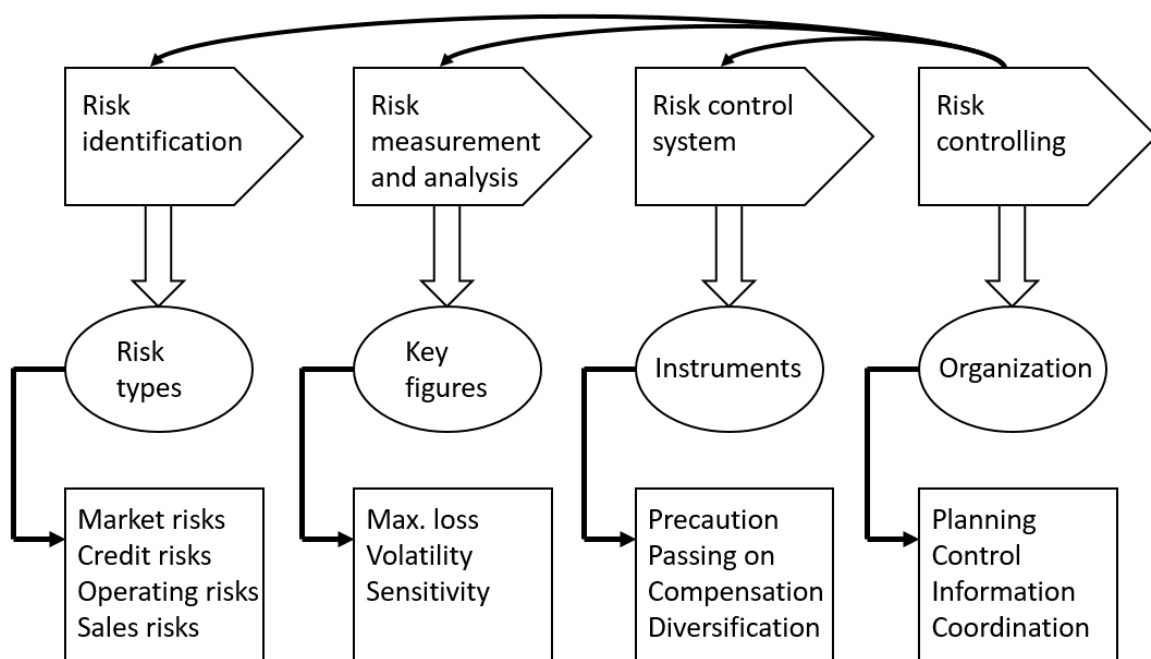 Risk
identification
Risk
measurement
and analysis
Risk control
system
Risk
controlling
Risk
types
Key
figures
Instruments
Organization
Market risks
Credit risks
Operating risks
Sales risks
Max. loss
Volatility
Sensitivity
Precaution
Passing on
Compensation
Diversification
Planning
Control
Information
Coordination